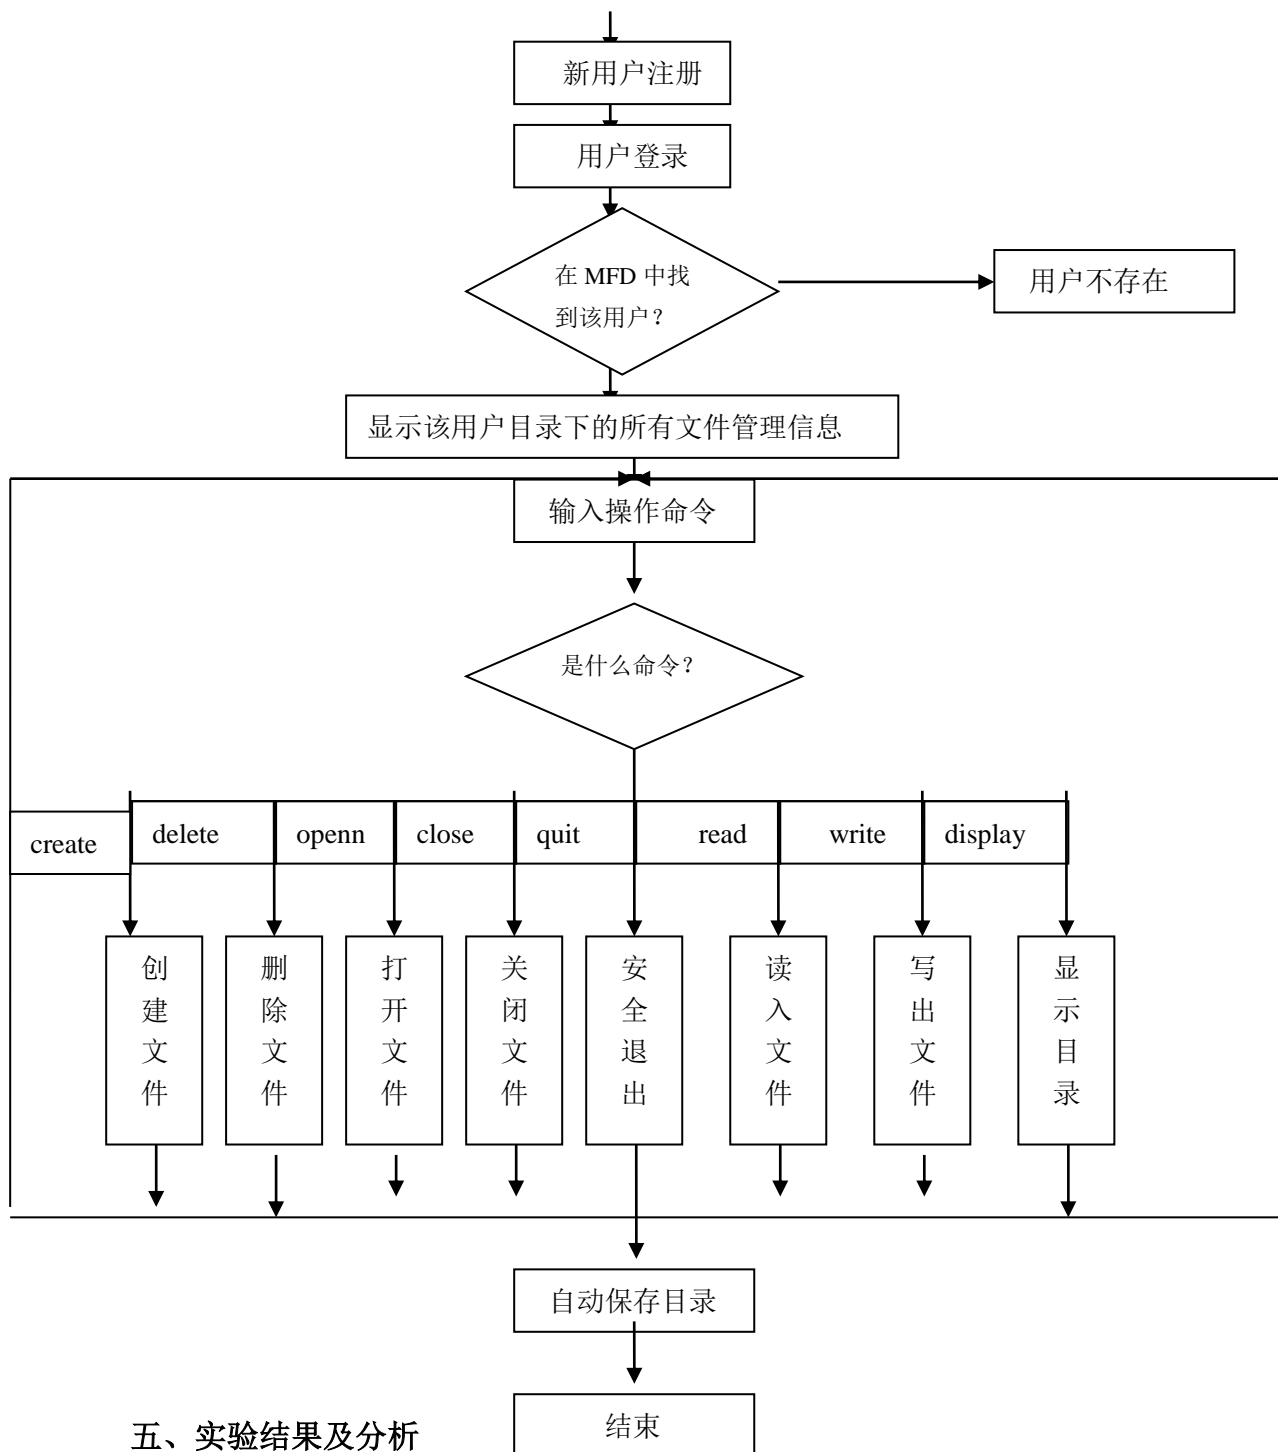 新用户注册
用户登录
在 MFD 中找
到该用户？
用户不存在
显示该用户目录下的所有文件管理信息
输入操作命令
是什么命令？
create
delete
openn
close
quit
read
write
display
创建文件
删除文件
打开文件
关闭文件
安全退出
读入文件
写出文件
显示目录
自动保存目录
结束
五、实验结果及分析